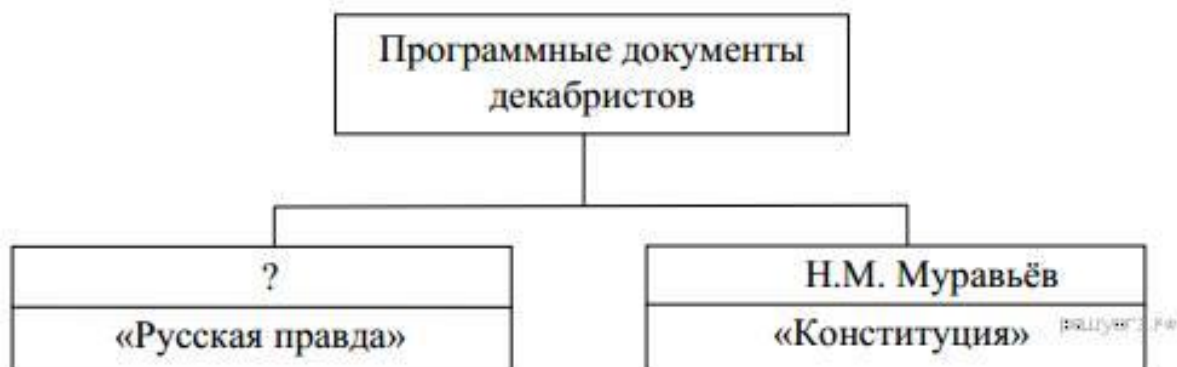 Программные документы
декабристов
?
Н.М. Муравьёв
«Русская правда»
«Конституция»